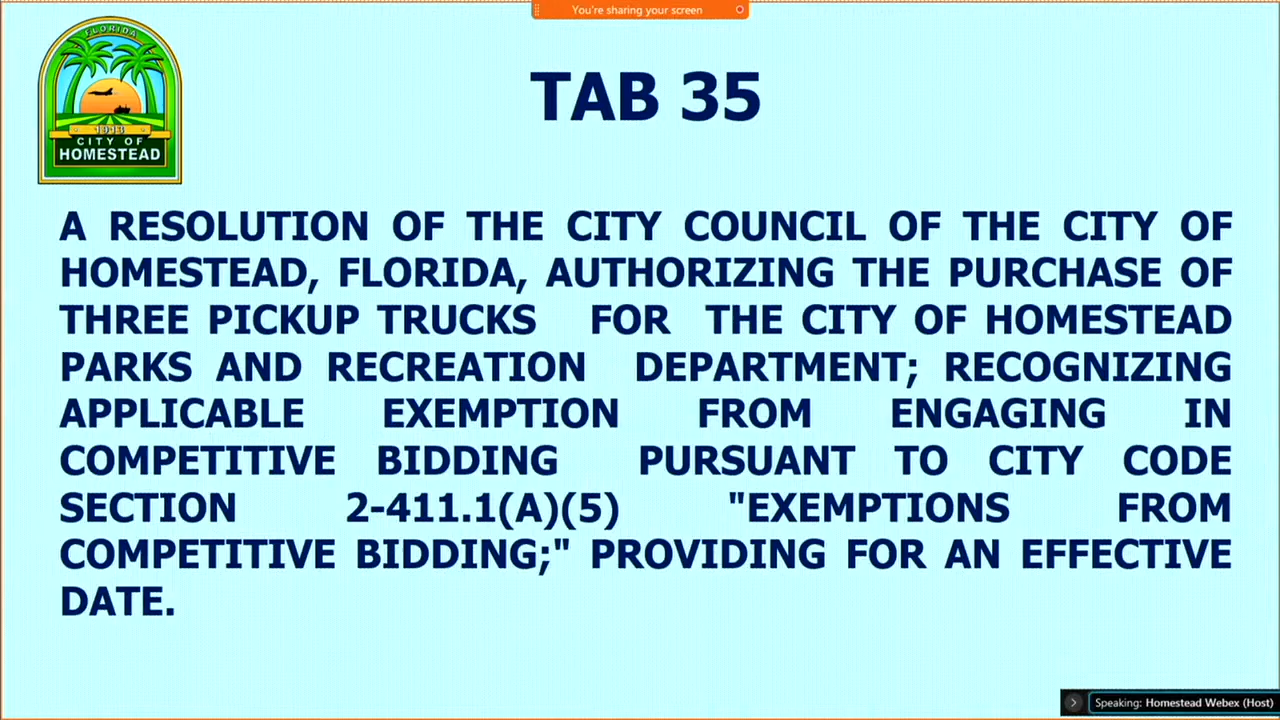 You're sharing your screen
FLORIDA
1913
CITY OF
HOMESTEAD
TAB 35
A RESOLUTION OF THE CITY COUNCIL OF THE CITY OF
HOMESTEAD, FLORIDA, AUTHORIZING THE PURCHASE OF
THREE PICKUP TRUCKS FOR THE CITY OF HOMESTEAD
PARKS AND RECREATION DEPARTMENT; RECOGNIZING
APPLICABLE EXEMPTION FROM ENGAGING IN
COMPETITIVE BIDDING PURSUANT TO CITY CODE
SECTION 2-411.1(A)(5) "EXEMPTIONS FROM
COMPETITIVE BIDDING;" PROVIDING FOR AN EFFECTIVE
DATE.
Speaking: Homestead Webex (Host)